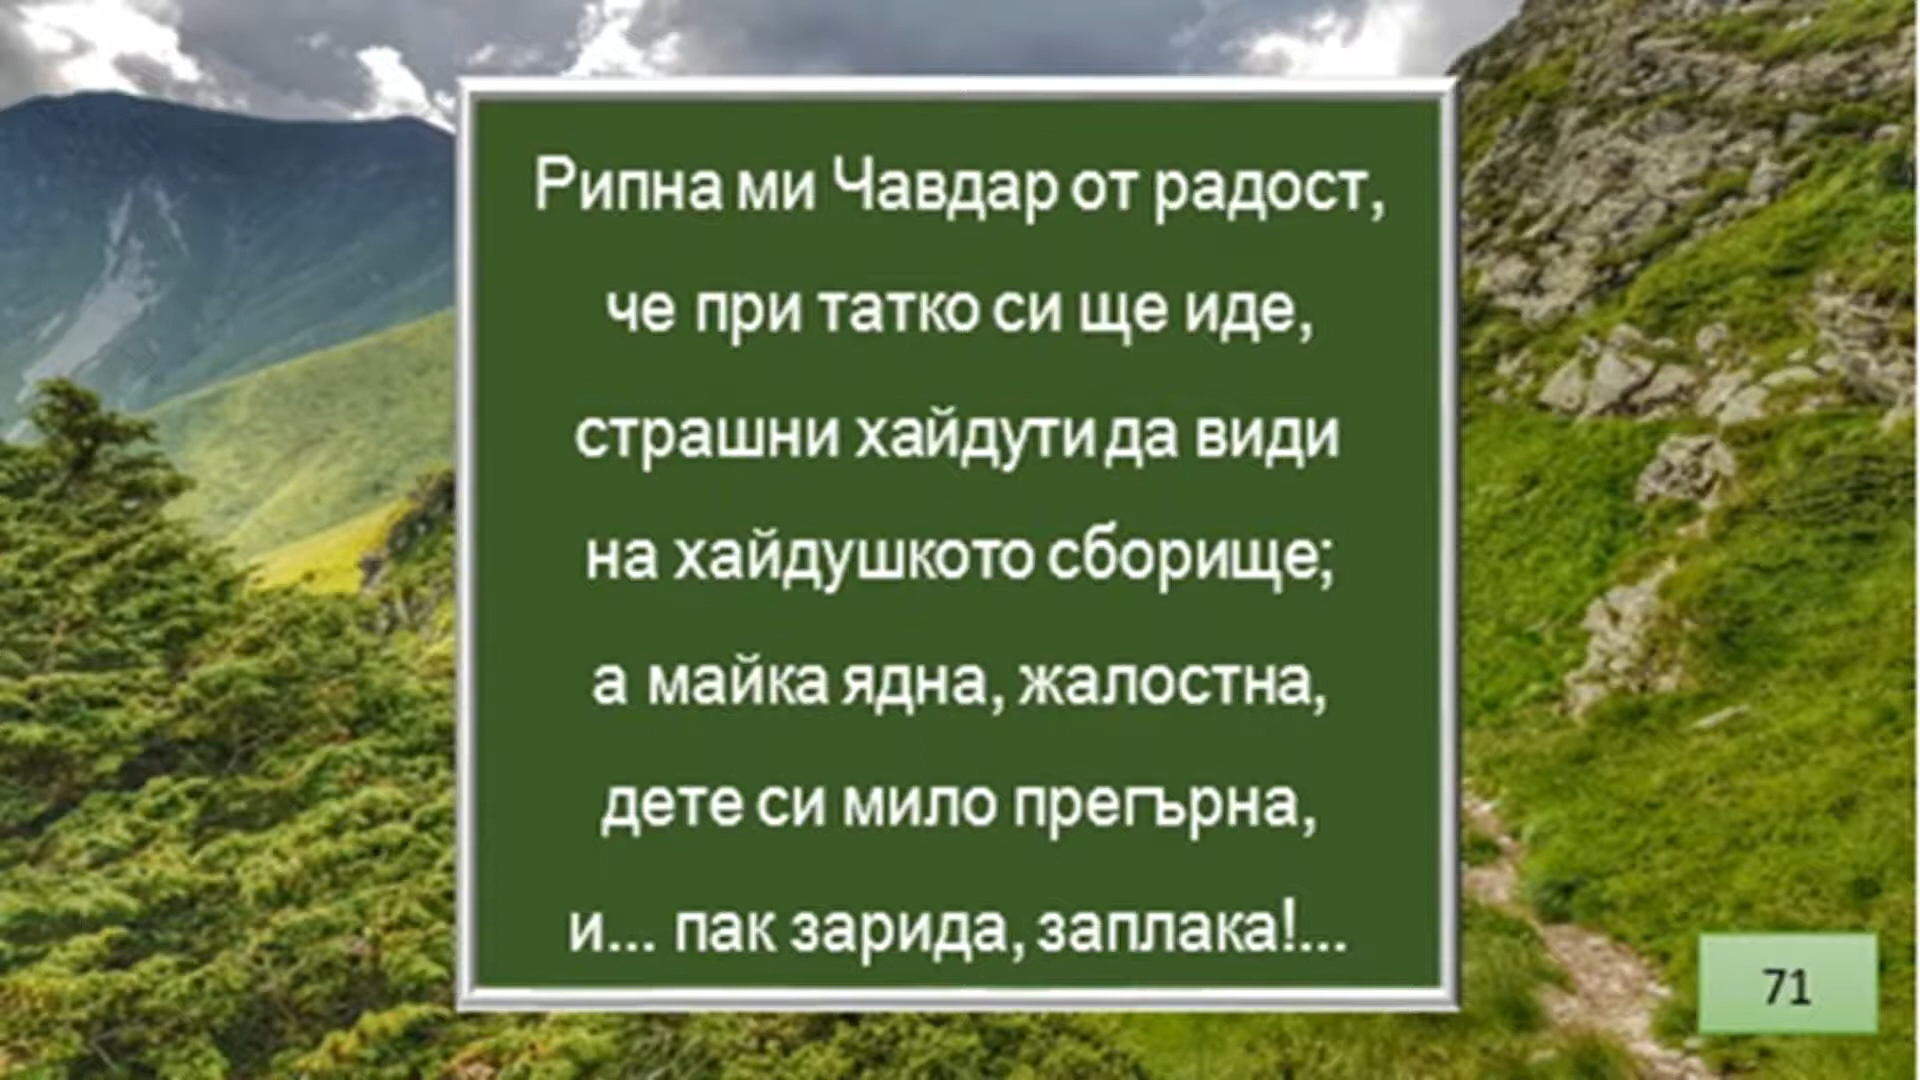 Рипна ми Чавдар от радост,
че при татко си ще иде,
страшни хайдути да види
на хайдушкото сборище;
а майка ядна, жалостна,
дете си мило прегърна,
и... пак зарида, заплака!...
71